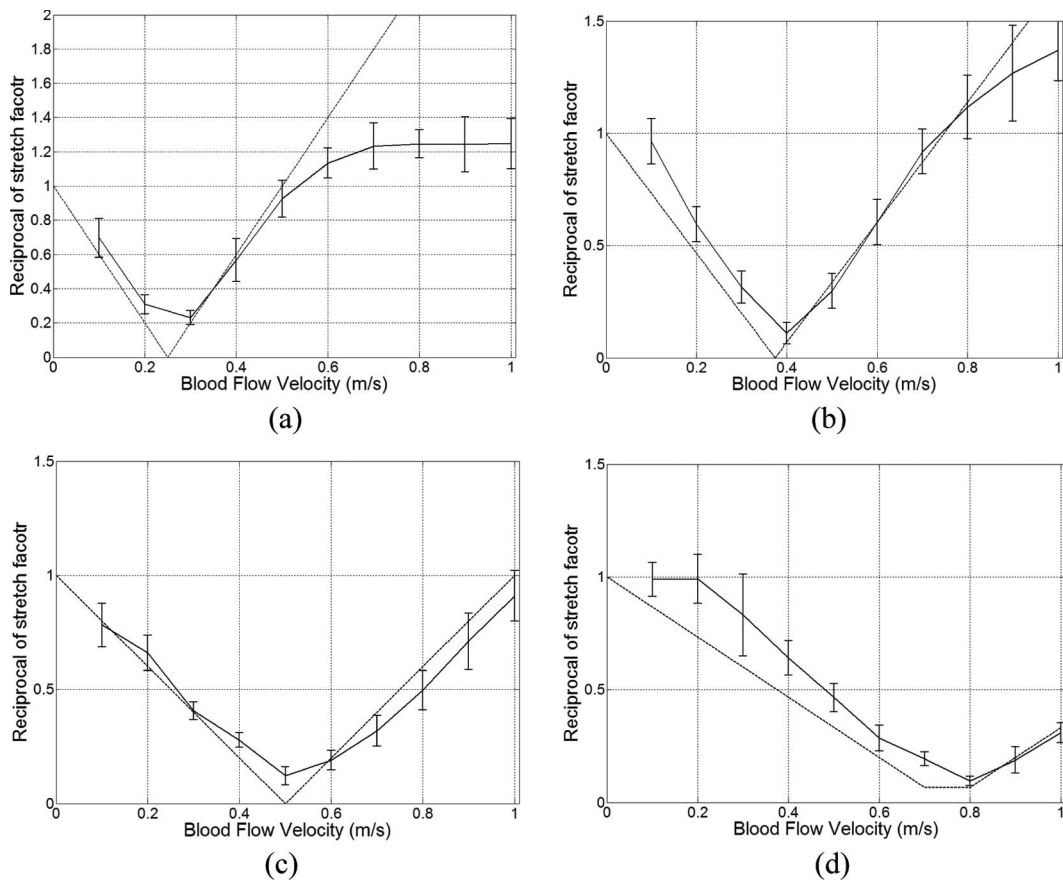 2
1.8
1.6
1.4
1.2
1
0.8
0.6
0.4
0.2
0
0 0.2 0.4 0.6 0.8 1
Reciprocal of stretch facotr
Blood Flow Velocity (m/s)
(a)
1.5
1
0.5
0
0 0.2 0.4 0.6 0.8 1
Reciprocal of stretch facotr
Blood Flow Velocity (m/s)
(b)
1.5
1
0.5
0
0 0.2 0.4 0.6 0.8 1
Reciprocal of stretch facotr
Blood Flow Velocity (m/s)
(c)
1.5
1
0.5
0
0 0.2 0.4 0.6 0.8 1
Reciprocal of stretch facotr
Blood Flow Velocity (m/s)
(d)